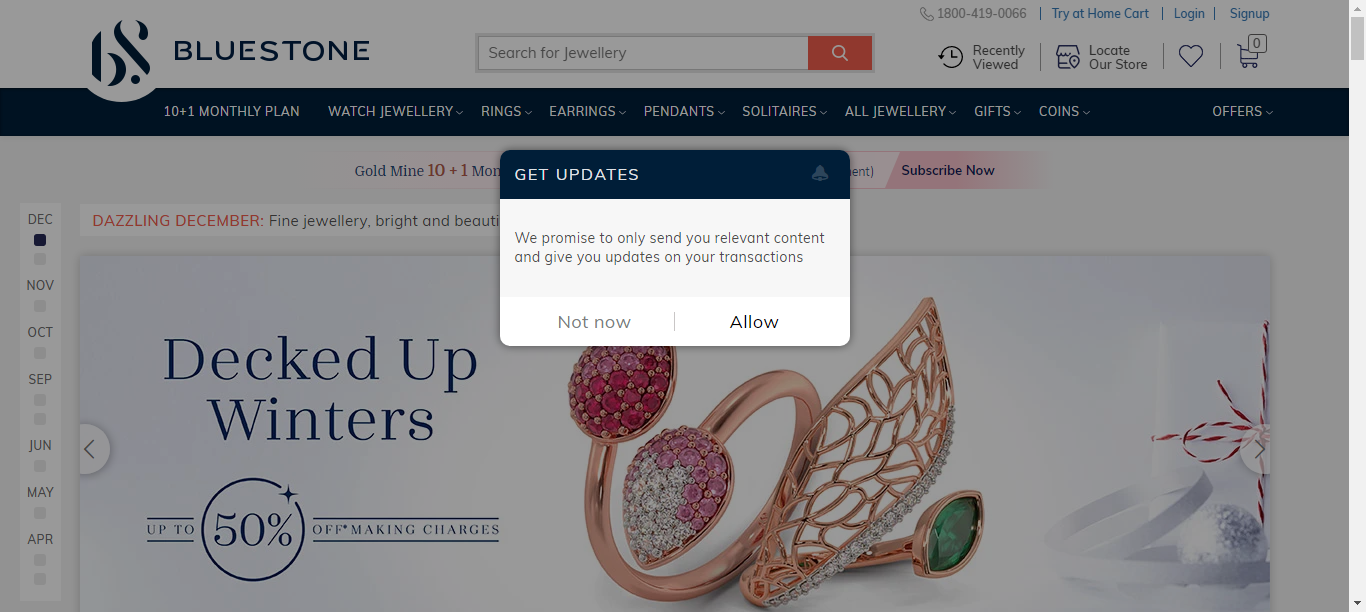 1800-419-0066
Try at Home Cart
Login
Signup
BLUESTONE
Search for Jewellery
Recently
Viewed
Locate
Our Store
0
10+1 MONTHLY PLAN
WATCH JEWELLERY
RINGS
EARRINGS
PENDANTS
SOLITAIRES
ALL JEWELLERY
GIFTS
COINS
OFFERS
Gold Mine 10 + 1 Mon
Subscribe Now
GET UPDATES
We promise to only send you relevant content
and give you updates on your transactions
Not now
Allow
DAZZLING DECEMBER: Fine jewellery, bright and
DEC
NOV
OCT
SEP
JUN
MAY
APR
Decked Up
Winters
UP TO 50% OFF* MAKING CHARGES